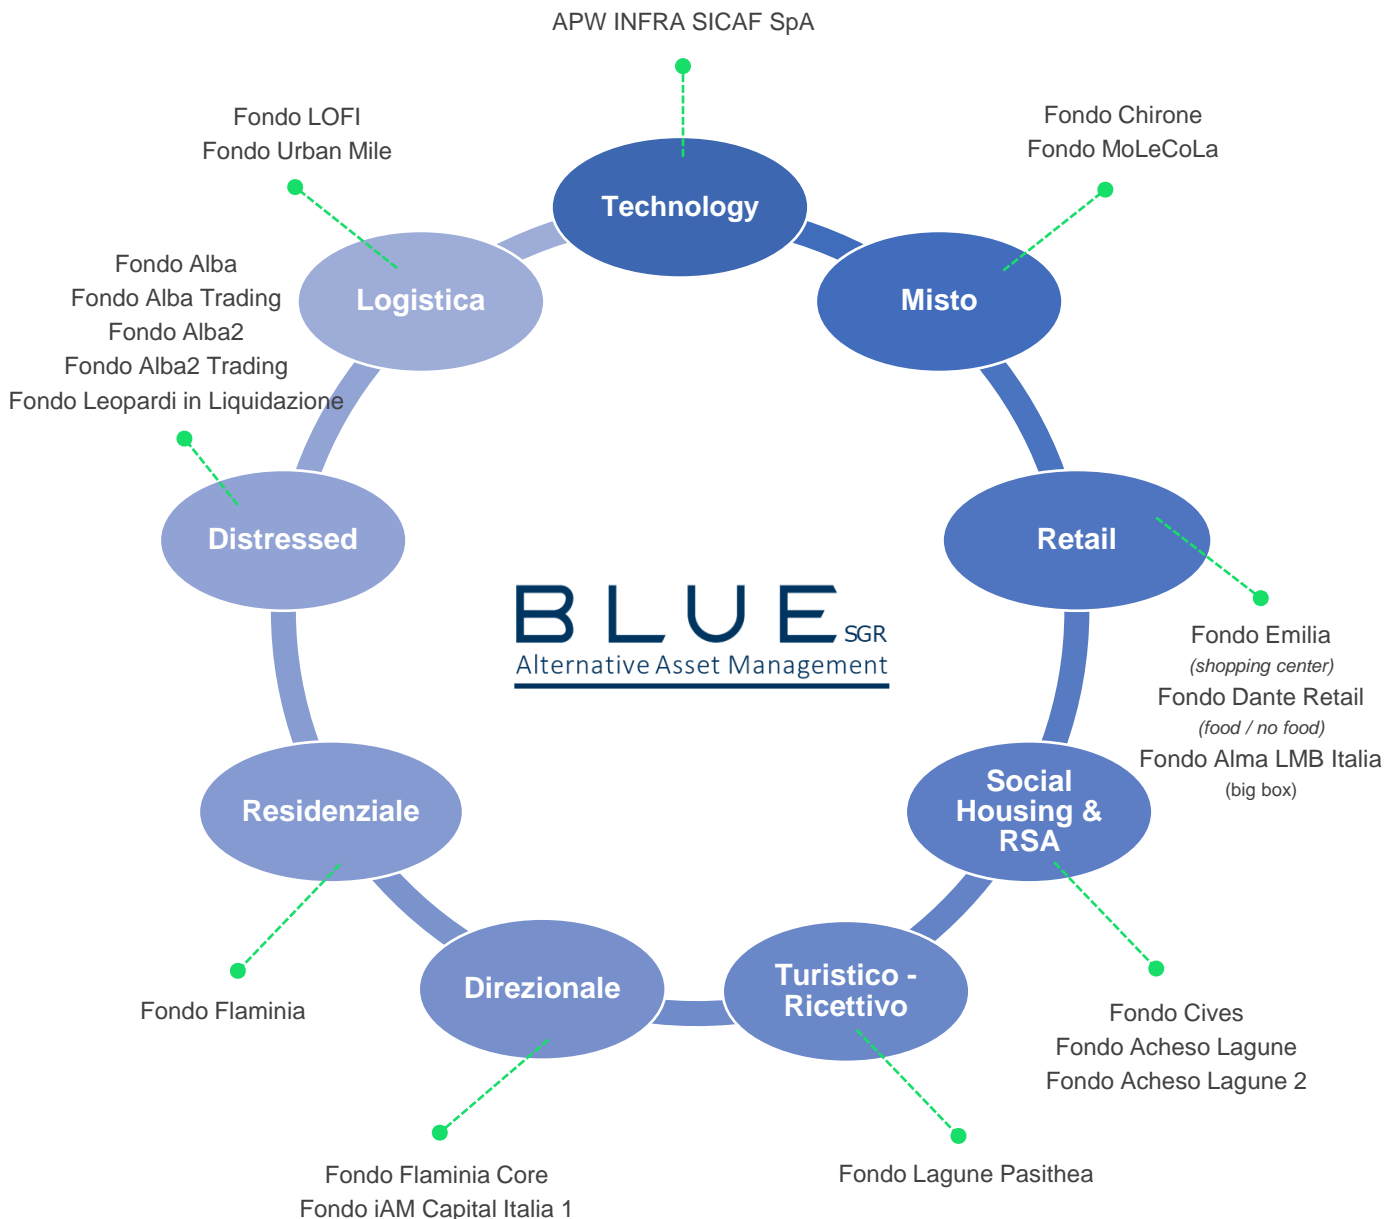 APW INFRA SICAF SpA
Fondo LOFI
Fondo Urban Mile
Fondo Chirone
Fondo MoLeCoLa
Technology
Fondo Alba
Fondo Alba Trading
Fondo Alba2
Fondo Alba2 Trading
Fondo Leopardi in Liquidazione
Logistica
Misto
Distressed
Retail
BLUE SGR
Alternative Asset Management
Fondo Emilia
(shopping center)
Fondo Dante Retail
(food / no food)
Fondo Alma LMB Italia
(big box)
Residenziale
Social
Housing &
RSA
Direzionale
Turistico -
Ricettivo
Fondo Flaminia
Fondo Cives
Fondo Acheso Lagune
Fondo Acheso Lagune 2
Fondo Flaminia Core
Fondo iAM Capital Italia 1
Fondo Lagune Pasithea